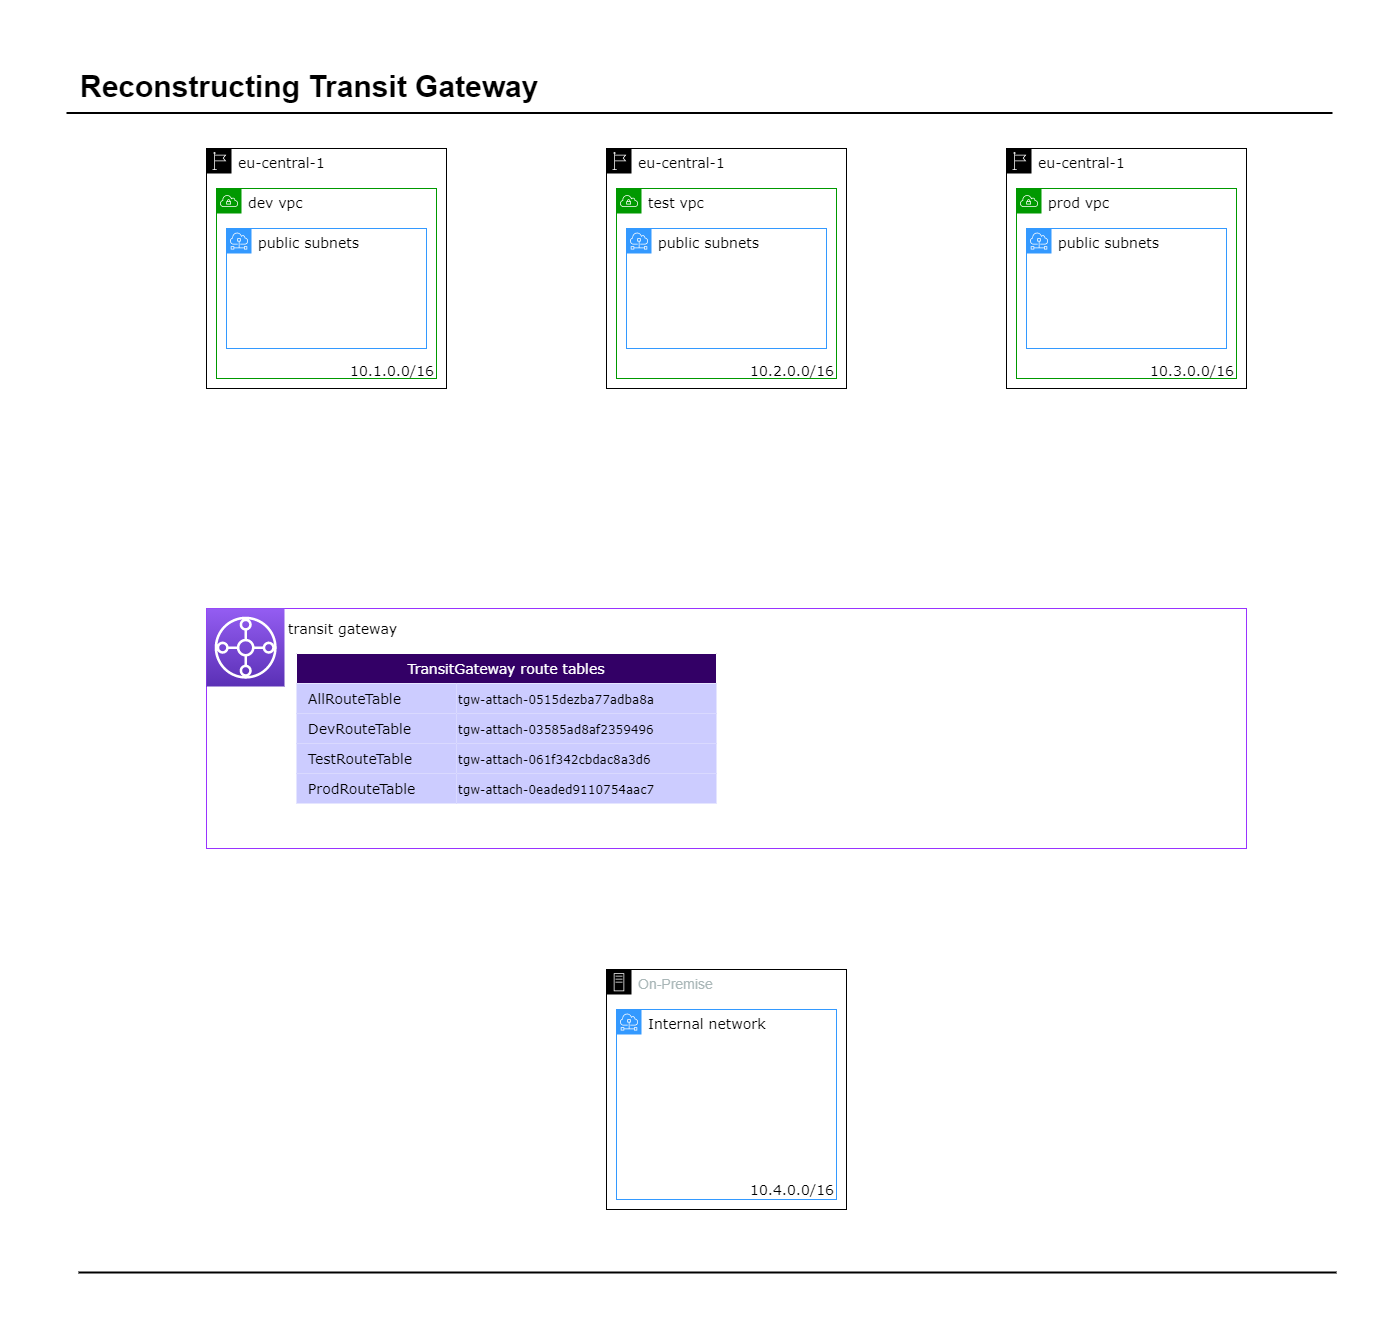 Reconstructing Transit Gateway
eu-central-1
dev vpc
public subnets
10.1.0.0/16
eu-central-1
test vpc
public subnets
10.2.0.0/16
eu-central-1
prod vpc
public subnets
10.3.0.0/16
transit gateway
TransitGateway route tables
AllRouteTable tgw-attach-0515dezba77adba8a
DevRouteTable tgw-attach-03585ad8af2359496
TestRouteTable tgw-attach-061f342cbdac8a3d6
ProdRouteTable tgw-attach-0eaded9110754aac7
On-Premise
Internal network
10.4.0.0/16